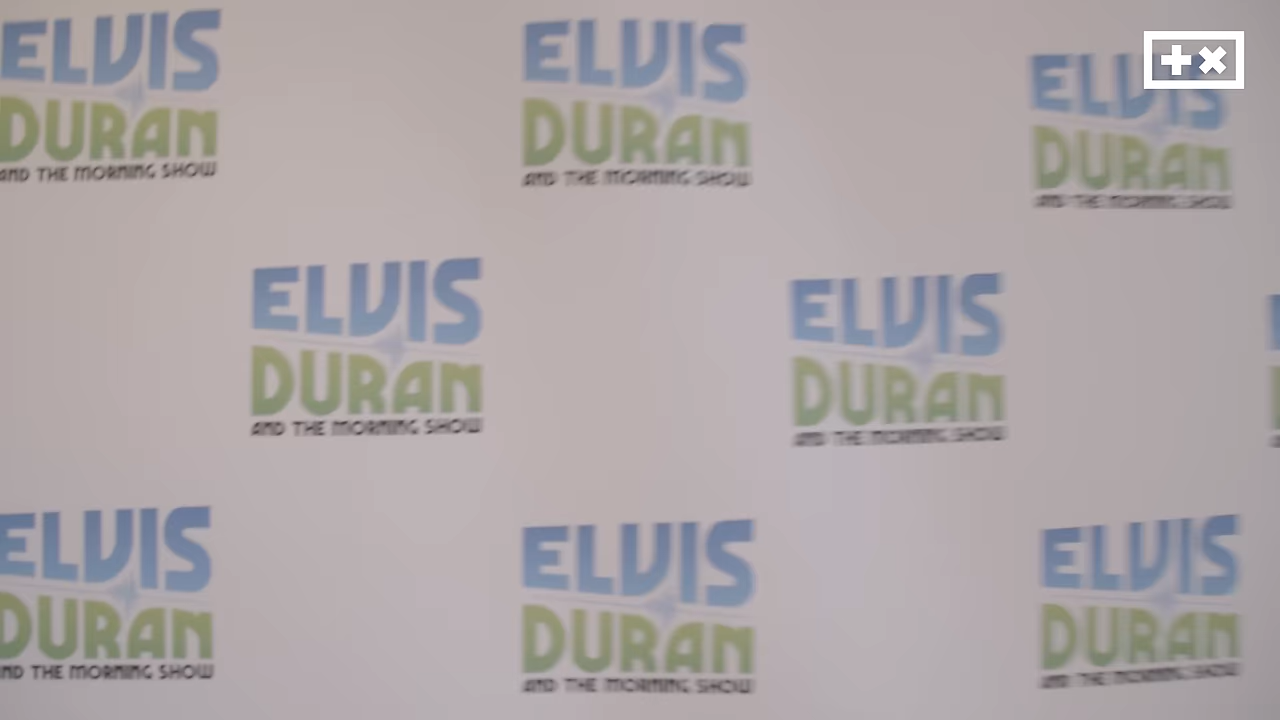 ELVIS
DURAN
AND THE MORNING SHOW
ELVIS
DURAN
AND THE MORNING SHOW
ELVIS
DURAN
AND THE MORNING SHOW
ELVIS
DURAN
AND THE MORNING SHOW
ELVIS
DURAN
AND THE MORNING SHOW
ELVIS
DURAN
AND THE MORNING SHOW
ELVIS
DURAN
AND THE MORNING SHOW
ELVIS
DURAN
AND THE MORNING SHOW